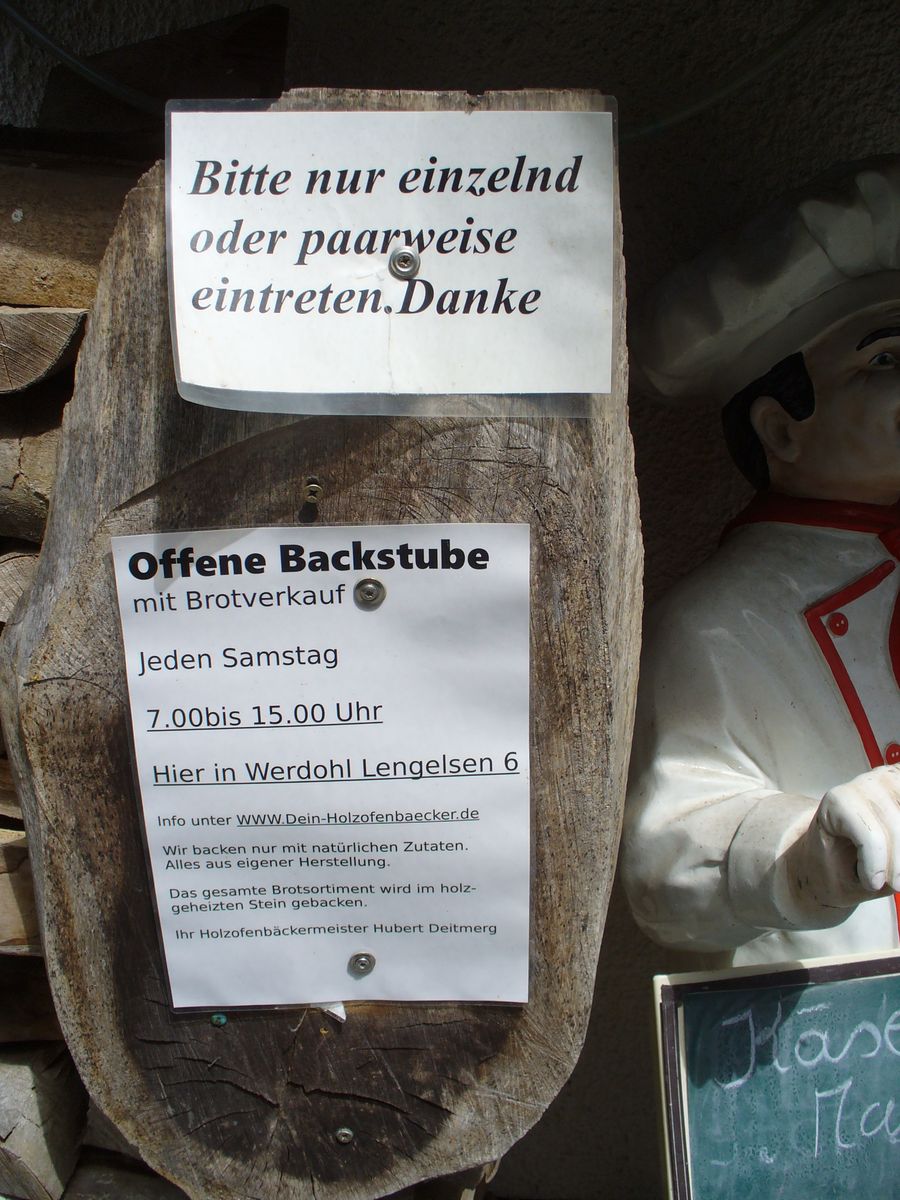 Bitte nur einzelnd
oder paarweise
eintreten.Danke
Offene Backstube
mit Brotverkauf
Jeden Samstag
7.00bis 15.00 Uhr
Hier in Werdohl Lengelsen 6
Info unter WWW.Dein-Holzofenbaecker.de
Wir backen nur mit natürlichen Zutaten.
Alles aus eigener Herstellung.
Das gesamte Brotsortiment wird im holz-
geheizten Stein gebacken.
Ihr Holzofenbäckermeister Hubert Deitmerg